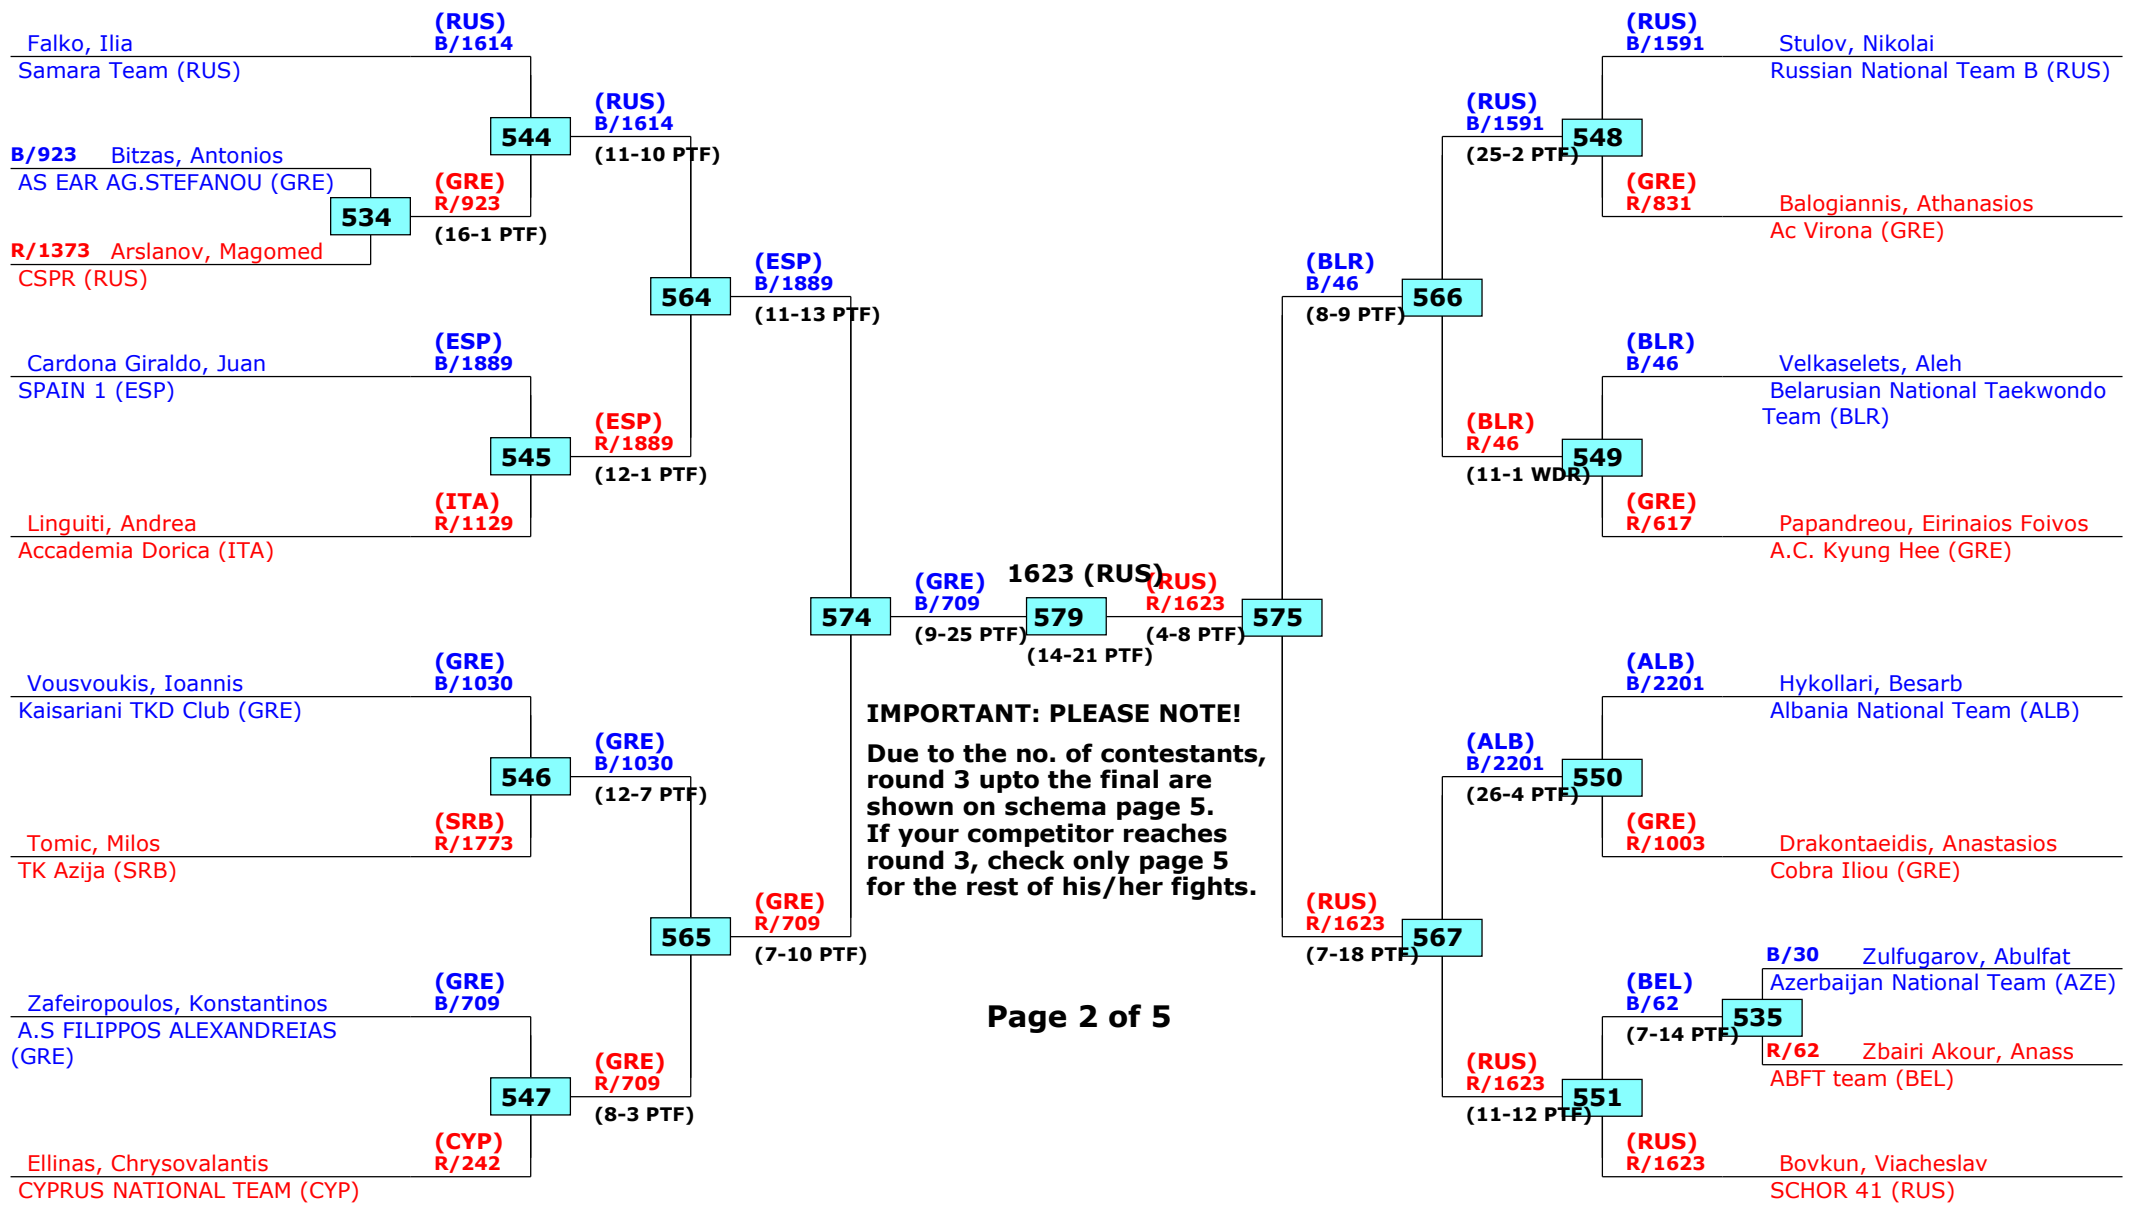 (RUS)
B/1614
Falko, Ilia
Samara Team (RUS)
(RUS)
B/1614
544
(11-10 PTF)
B/923 Bitzas, Antonios
AS EAR AG.STEFANOU (GRE)
(GRE)
R/923
534
(16-1 PTF)
R/1373 Arslanov, Magomed
CSPR (RUS)
(ESP)
B/1889
564
(11-13 PTF)
(ESP)
B/1889
Cardona Giraldo, Juan
SPAIN 1 (ESP)
(ESP)
R/1889
545
(12-1 PTF)
(ITA)
R/1129
Linguiti, Andrea
Accademia Dorica (ITA)
574
(GRE)
B/709
(9-25 PTF)
1623 (RUS)
579
(14-21 PTF)
(RUS)
R/1623
(4-8 PTF)
575
(GRE)
B/1030
Vousvoukis, Ioannis
Kaisariani TKD Club (GRE)
(GRE)
B/1030
546
(12-7 PTF)
(SRB)
R/1773
Tomic, Milos
TK Azija (SRB)
(GRE)
R/709
565
(7-10 PTF)
(GRE)
B/709
Zafeiropoulos, Konstantinos
A.S FILIPPOS ALEXANDREIAS
(GRE)
(GRE)
R/709
547
(8-3 PTF)
(CYP)
R/242
Ellinas, Chrysovalantis
CYPRUS NATIONAL TEAM (CYP)
IMPORTANT: PLEASE NOTE!
Due to the no. of contestants,
round 3 upto the final are
shown on schema page 5.
If your competitor reaches
round 3, check only page 5
for the rest of his/her fights.
Page 2 of 5
(RUS)
B/1591
Stulov, Nikolai
Russian National Team B (RUS)
(RUS)
B/1591
548
(25-2 PTF)
(GRE)
R/831
Balogiannis, Athanasios
Ac Virona (GRE)
(BLR)
B/46
566
(8-9 PTF)
(BLR)
B/46
Velkaselets, Aleh
Belarusian National Taekwondo
Team (BLR)
(BLR)
R/46
549
(11-1 WDR)
(GRE)
R/617
Papandreou, Eirinaios Foivos
A.C. Kyung Hee (GRE)
(ALB)
B/2201
Hykollari, Besarb
Albania National Team (ALB)
(ALB)
B/2201
550
(26-4 PTF)
(GRE)
R/1003
Drakontaeidis, Anastasios
Cobra Iliou (GRE)
(RUS)
R/1623
567
(7-18 PTF)
B/30 Zulfugarov, Abulfat
Azerbaijan National Team (AZE)
(BEL)
B/62
535
(7-14 PTF)
R/62 Zbairi Akour, Anass
ABFT team (BEL)
(RUS)
R/1623
551
(11-12 PTF)
(RUS)
R/1623
Bovkun, Viacheslav
SCHOR 41 (RUS)